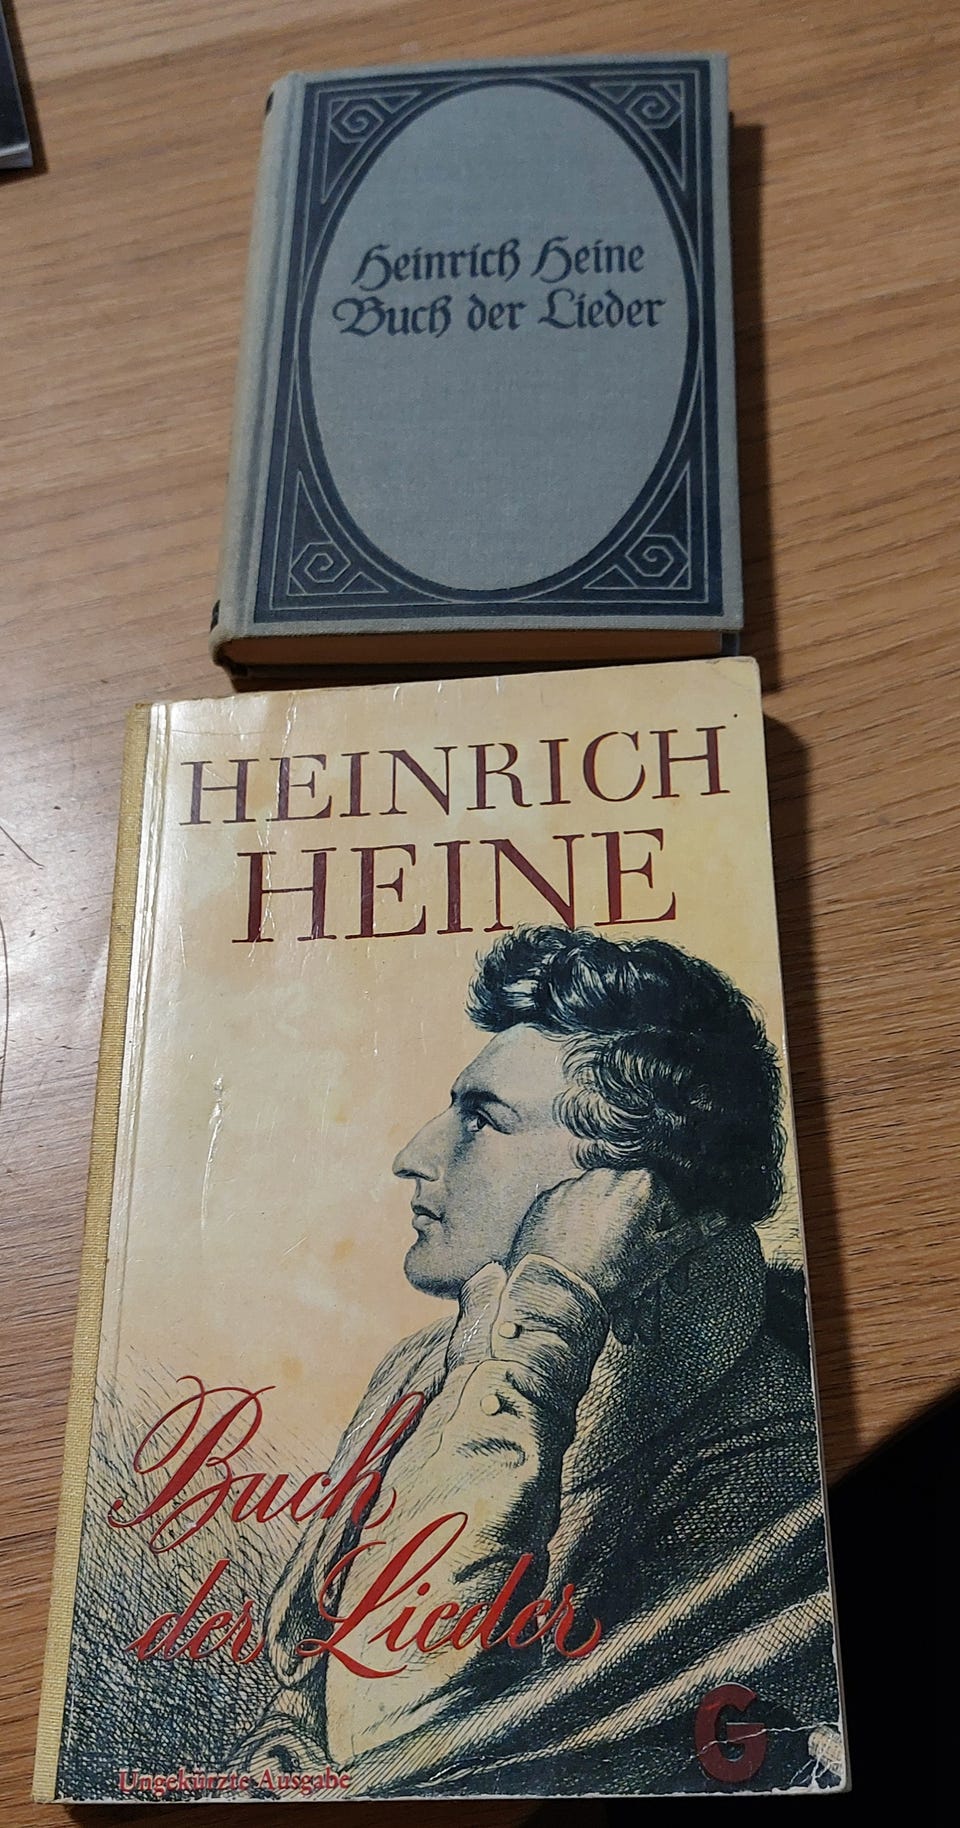 Heinrich Heine
Buch der Lieder
HEINRICH
HEINE
Buch
der Lieder
G
Ungekürzte Ausgabe